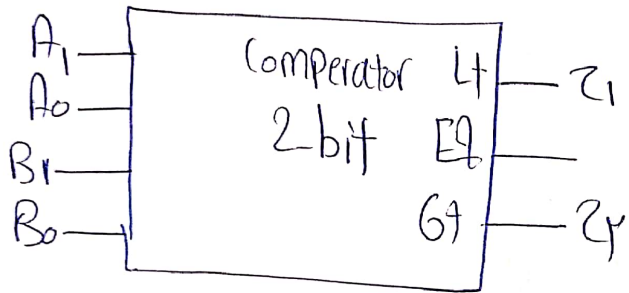 A1
A0
B1
B0
Comperator
2 bit
Lt
EQ
Gt
Z1
Z2